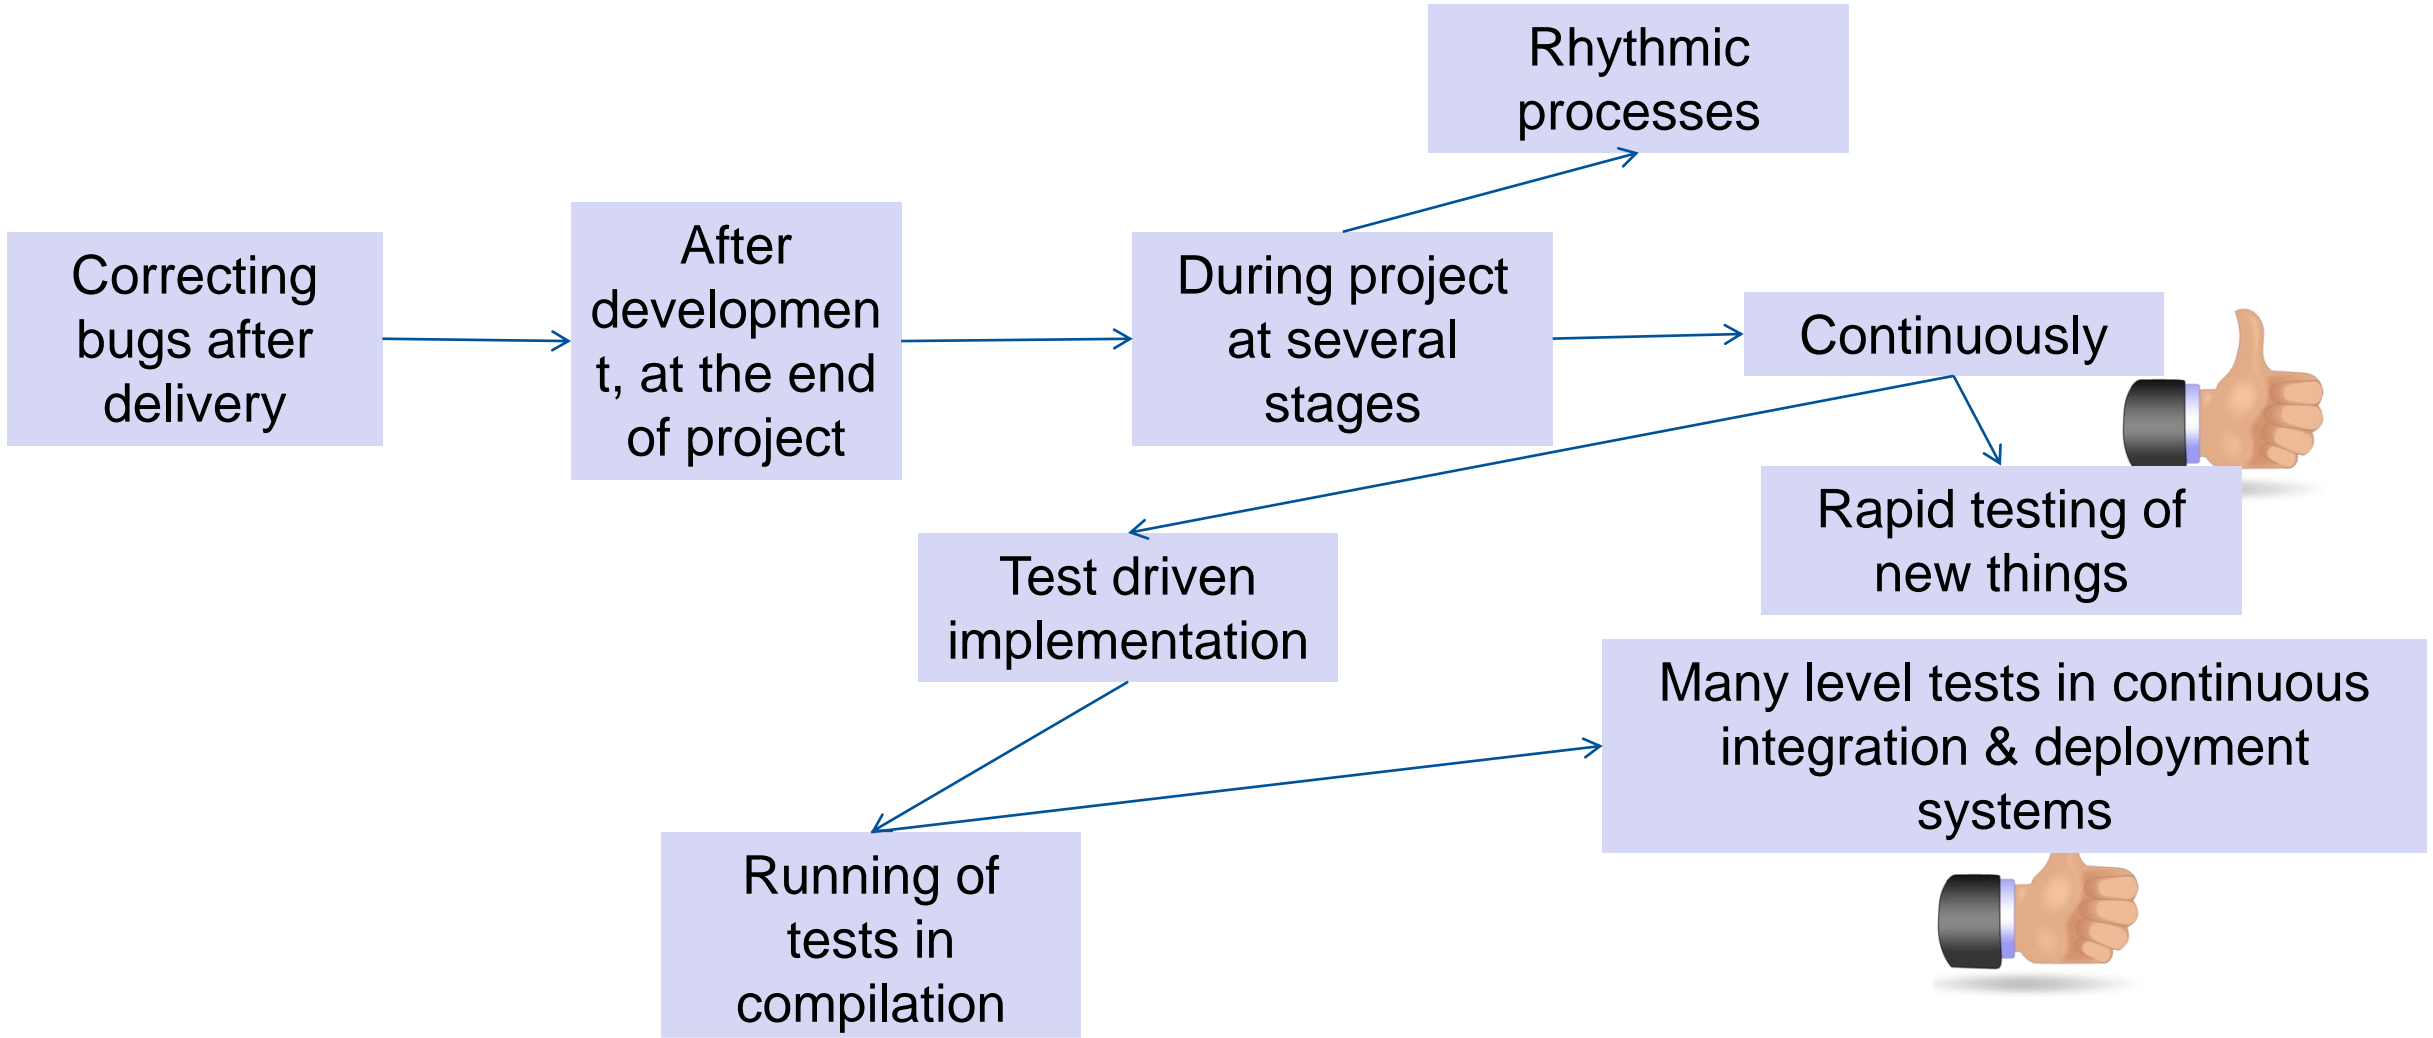 Rhythmic
processes
Correcting
bugs after
delivery
After
developmen
t, at the end
of project
During project
at several
stages
Continuously
Rapid testing of
new things
Test driven
implementation
Many level tests in continuous
integration & deployment
systems
Running of
tests in
compilation